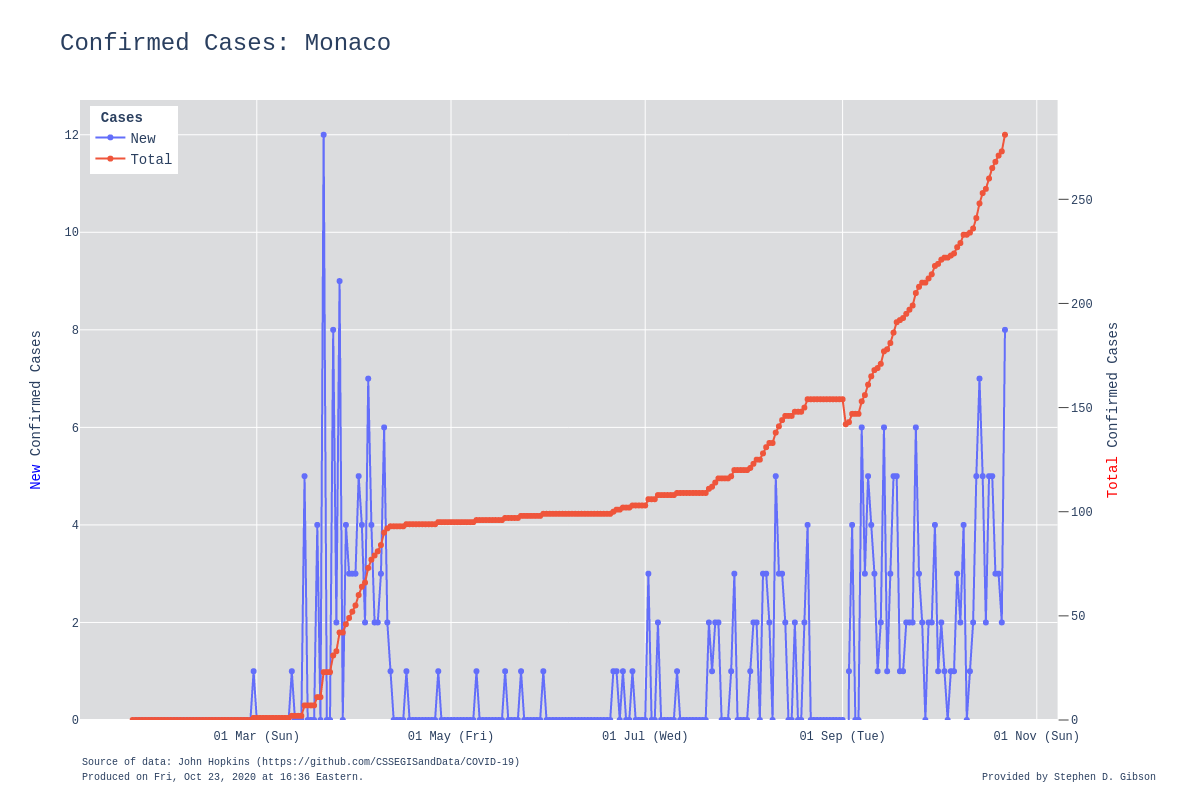 Confirmed Cases: Monaco
Cases
New
Total
12
10
8
6
4
2
0
New Confirmed Cases
250
200
150
100
50
0
Total Confirmed Cases
01 Mar (Sun)
01 May (Fri)
01 Jul (Wed)
01 Sep (Tue)
01 Nov (Sun)
Source of data: John Hopkins (https://github.com/CSSEGISandData/COVID-19)
Produced on Fri, Oct 23, 2020 at 16:36 Eastern.
Provided by Stephen D. Gibson